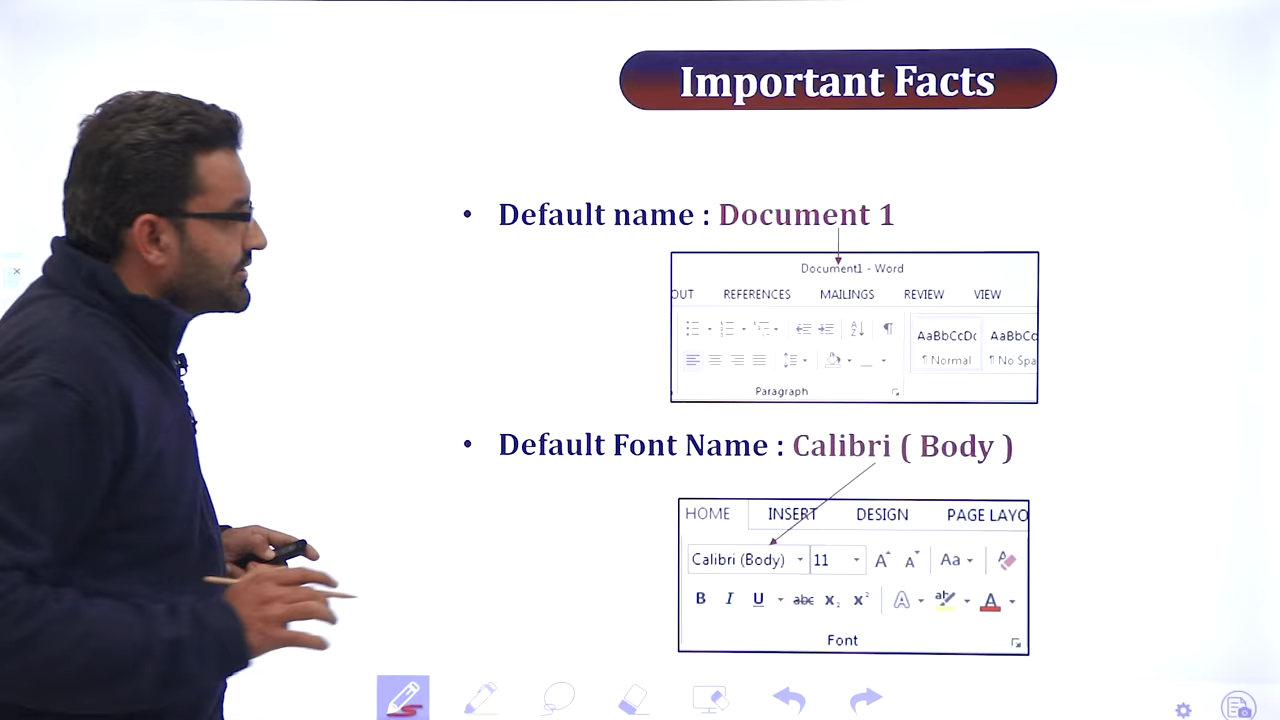 Important Facts
• Default name : Document 1
Document1 - Word
OUT REFERENCES MAILINGS REVIEW VIEW
AaBbCcDc AaBbCc
¶ Normal ¶ No Spa
Paragraph
• Default Font Name : Calibri ( Body )
HOME INSERT DESIGN PAGE LAYO
Calibri (Body) 11 A A Aa A
B I U abc X₂ X² A ab A
Font